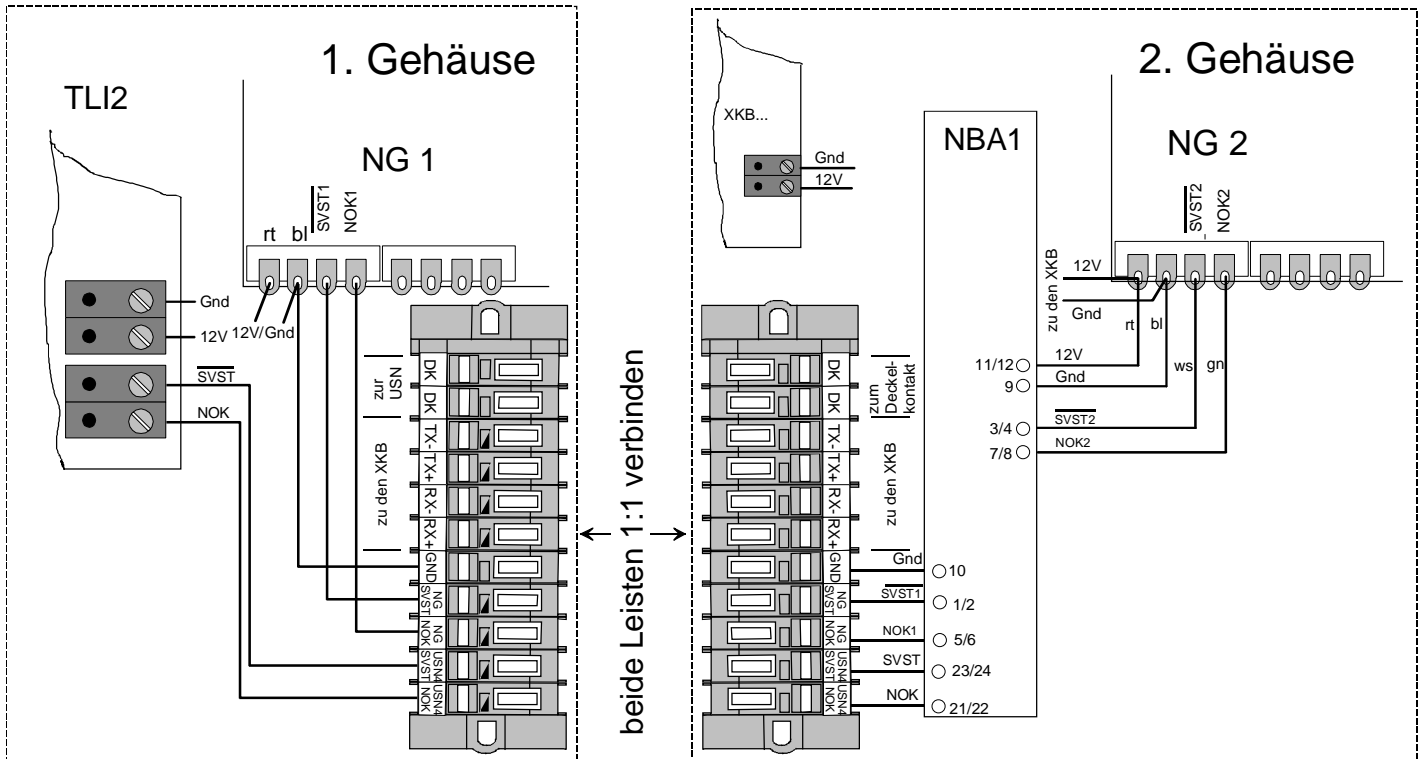 1. Gehäuse
TLI2
NG 1
SVST1
NOK1
rt bl
Gnd
12V
12V/Gnd
SVST
NOK
zur
USN
zu den XKB
DK
DK
TX-
TX+
RX-
RX+
GND
NG
SVST
NG
NOK
USN4
SVST
USN4
NOK
beide Leisten 1:1 verbinden
2. Gehäuse
XKB...
Gnd
12V
NBA1
NG 2
SVST2
NOK2
zu den XKB
12V
Gnd
rt
bl
ws
gn
11/12
12V
9
Gnd
3/4
SVST2
7/8
NOK2
DK
DK
TX-
TX+
RX-
RX+
GND
NG
SVST
NG
NOK
USN4
SVST
USN4
NOK
zum
Deckel-
kontakt
zu den XKB
Gnd
10
SVST1
1/2
NOK1
5/6
SVST
23/24
NOK
21/22